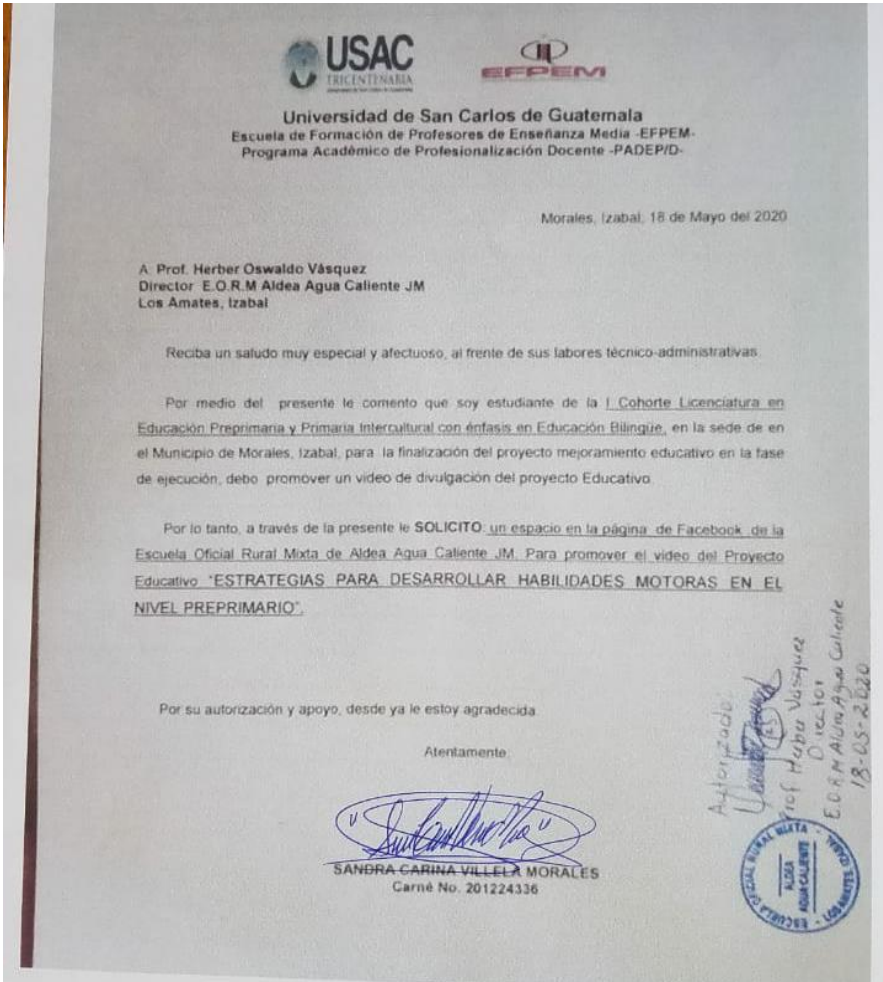 USAC
TRICENTENARIA
EFPEM
Universidad de San Carlos de Guatemala
Escuela de Formación de Profesores de Enseñanza Media -EFPEM-
Programa Académico de Profesionalización Docente -PADEP/D-
Morales, Izabal, 18 de Mayo del 2020
A: Prof. Herber Oswaldo Vásquez
Director E.O.R.M Aldea Agua Caliente JM
Los Amates, Izabal
Reciba un saludo muy especial y afectuoso, al frente de sus labores técnico-administrativas.
Por medio del presente le comento que soy estudiante de la I Cohorte Licenciatura en
Educación Preprimaria y Primaria Intercultural con énfasis en Educación Bilingüe, en la sede de en
el Municipio de Morales, Izabal, para la finalización del proyecto mejoramiento educativo en la fase
de ejecución, debo promover un video de divulgación del proyecto Educativo.
Por lo tanto, a través de la presente le SOLICITO: un espacio en la página de Facebook de la
Escuela Oficial Rural Mixta de Aldea Agua Caliente JM. Para promover el video del Proyecto
Educativo "ESTRATEGIAS PARA DESARROLLAR HABILIDADES MOTORAS EN EL
NIVEL PREPRIMARIO".
Por su autorización y apoyo, desde ya le estoy agradecida.
Atentamente:
SANDRA CARINA VILLELA MORALES
Carné No. 201224336
Autorizado:
Prof. Herber Vásquez
Director
E.O.R.M Aldea Agua Caliente
18-05-2020
ESCUELA OFICIAL RURAL MIXTA
ALDEA
AGUA CALIENTE
LOS AMATES, IZABAL